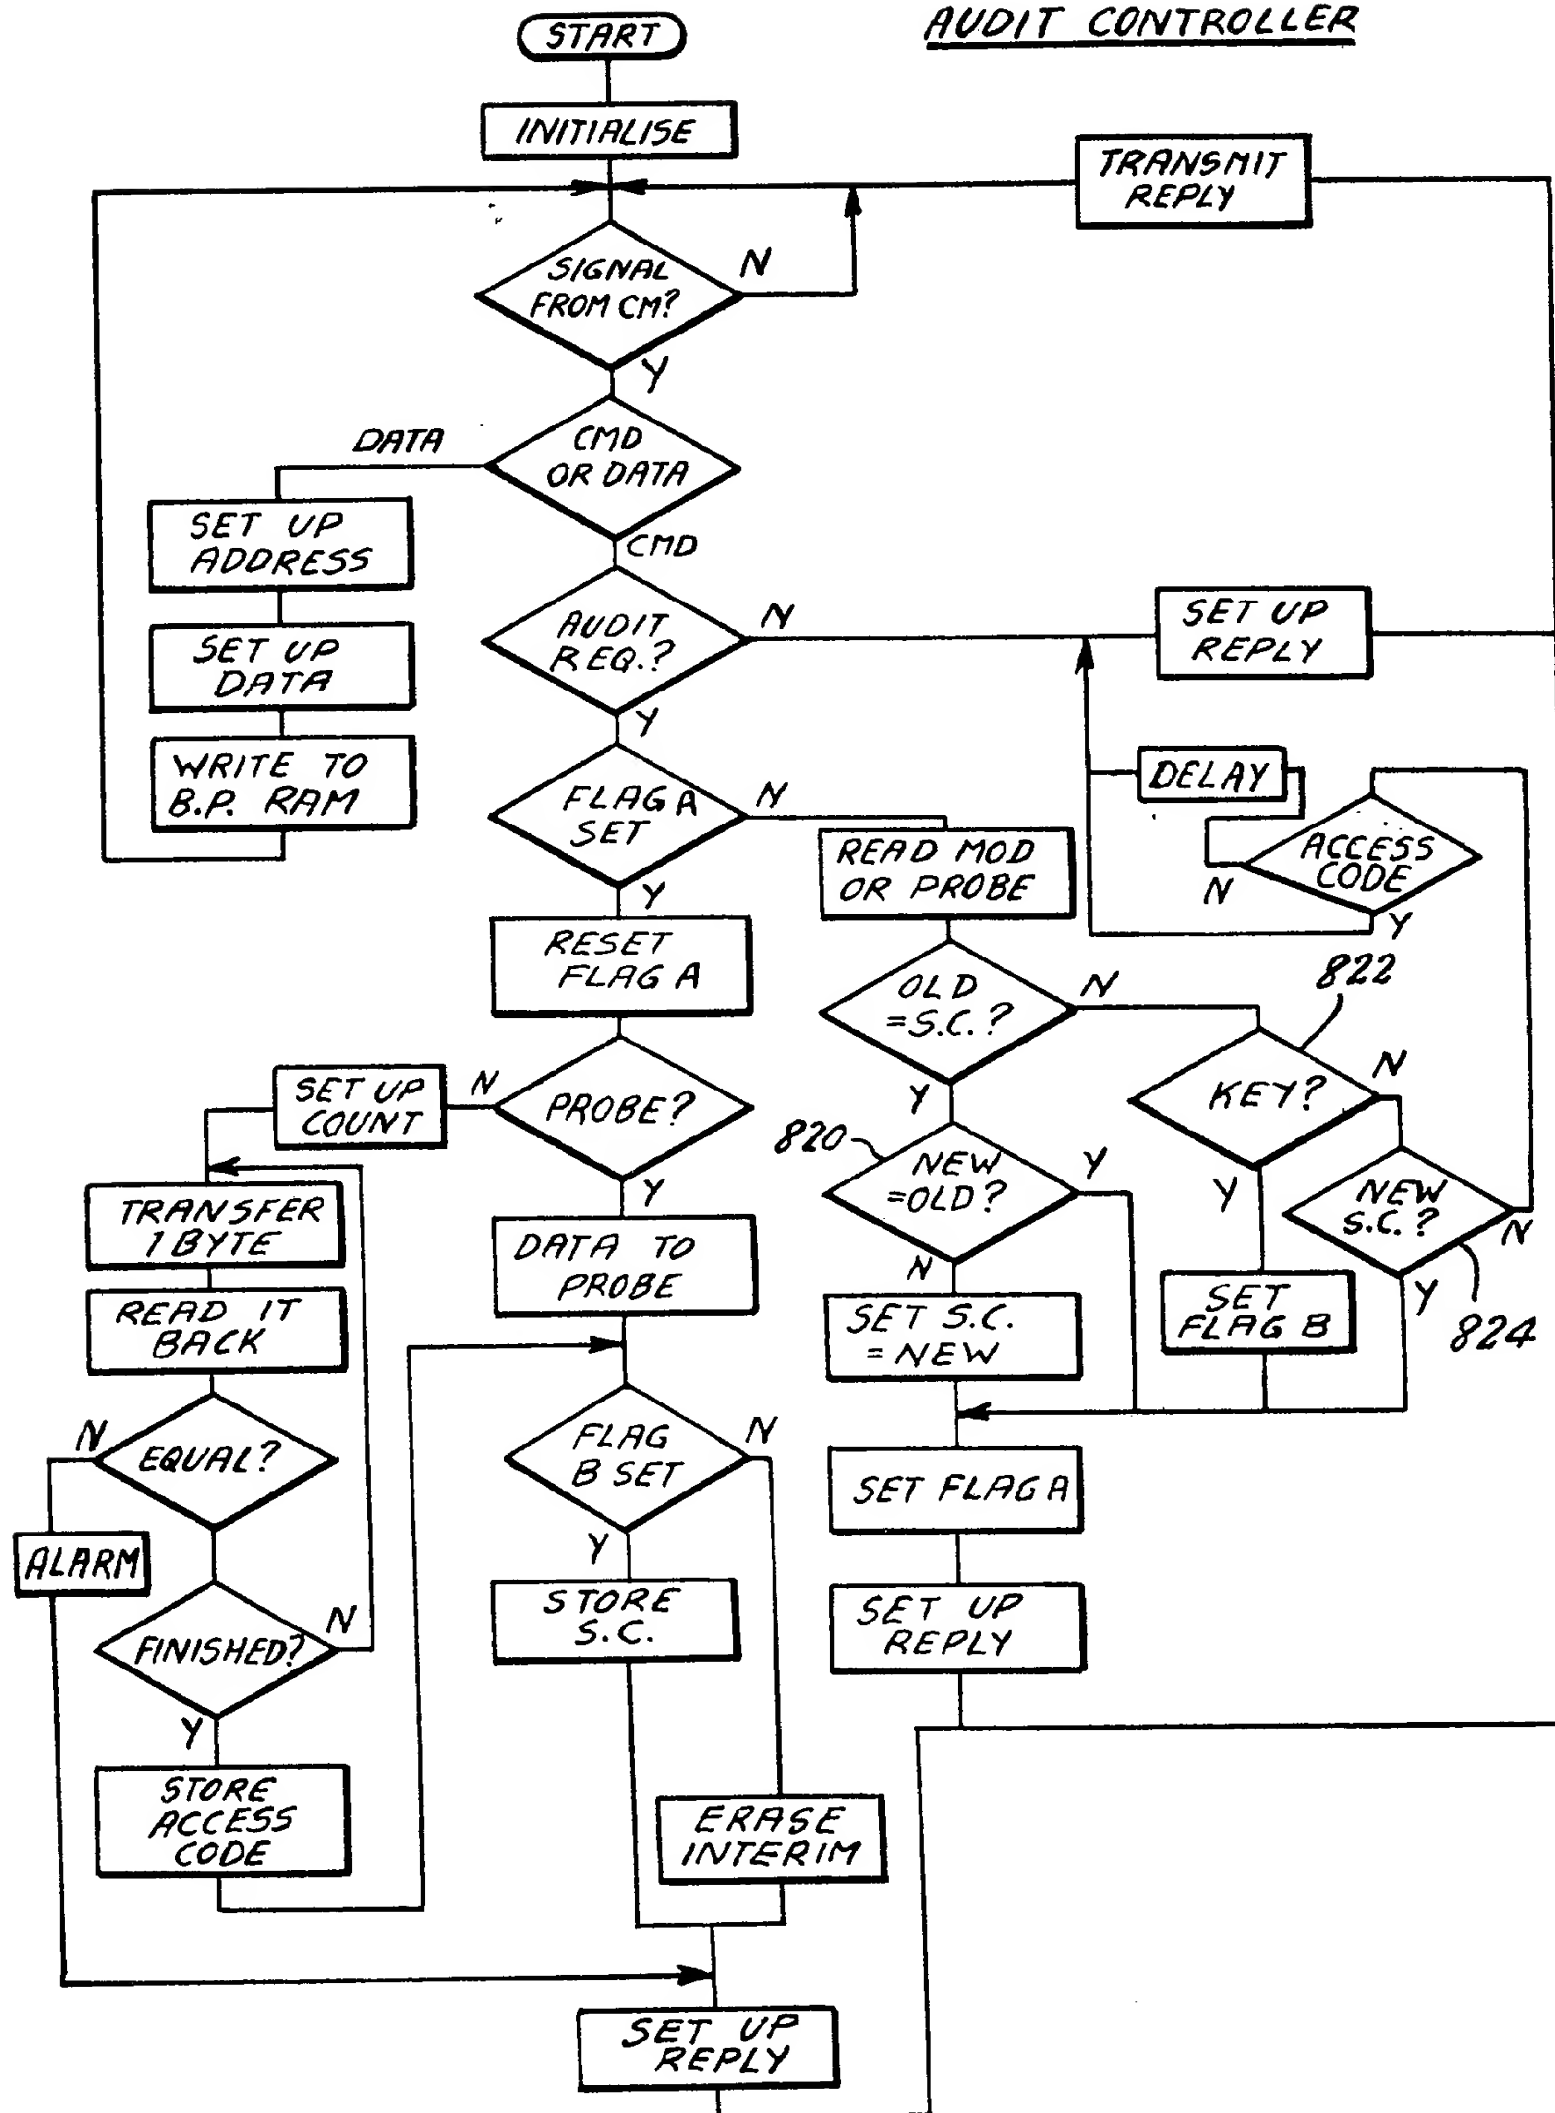 AUDIT CONTROLLER
START
INITIALISE
TRANSMIT
REPLY
SIGNAL
FROM CM?
N
Y
CMD
OR DATA
DATA
CMD
SET UP
ADDRESS
SET UP
DATA
WRITE TO
B.P. RAM
AUDIT
REQ.?
N
Y
SET UP
REPLY
DELAY
ACCESS
CODE
N
Y
FLAG A
SET
N
Y
READ MOD
OR PROBE
RESET
FLAG A
OLD
=S.C.?
N
Y
822
KEY?
N
Y
PROBE?
N
Y
SET UP
COUNT
820
NEW
=OLD?
Y
N
NEW
S.C.?
N
Y
824
TRANSFER
1 BYTE
READ IT
BACK
DATA TO
PROBE
SET S.C.
=NEW
SET
FLAG B
EQUAL?
N
ALARM
FLAG
B SET
N
Y
SET FLAG A
FINISHED?
N
Y
STORE
S.C.
SET UP
REPLY
STORE
ACCESS
CODE
ERASE
INTERIM
SET UP
REPLY